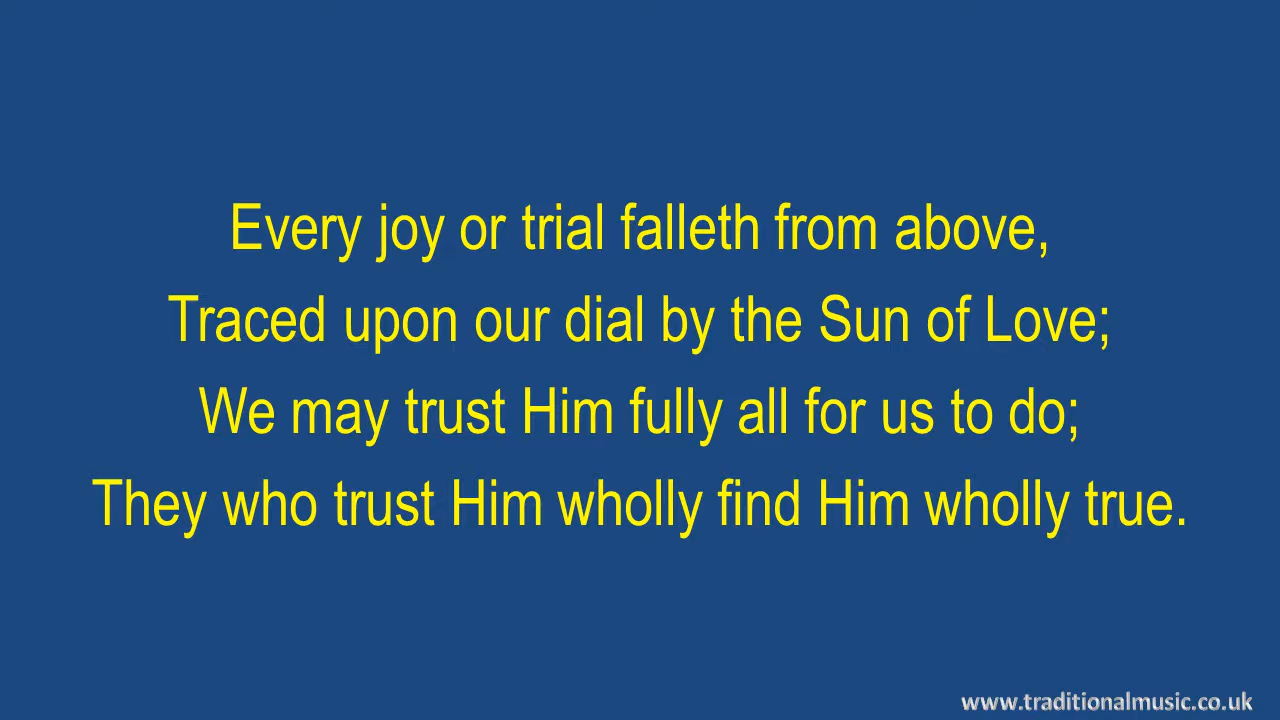 Every joy or trial falleth from above,
Traced upon our dial by the Sun of Love;
We may trust Him fully all for us to do;
They who trust Him wholly find Him wholly true.
www.traditionalmusic.co.uk